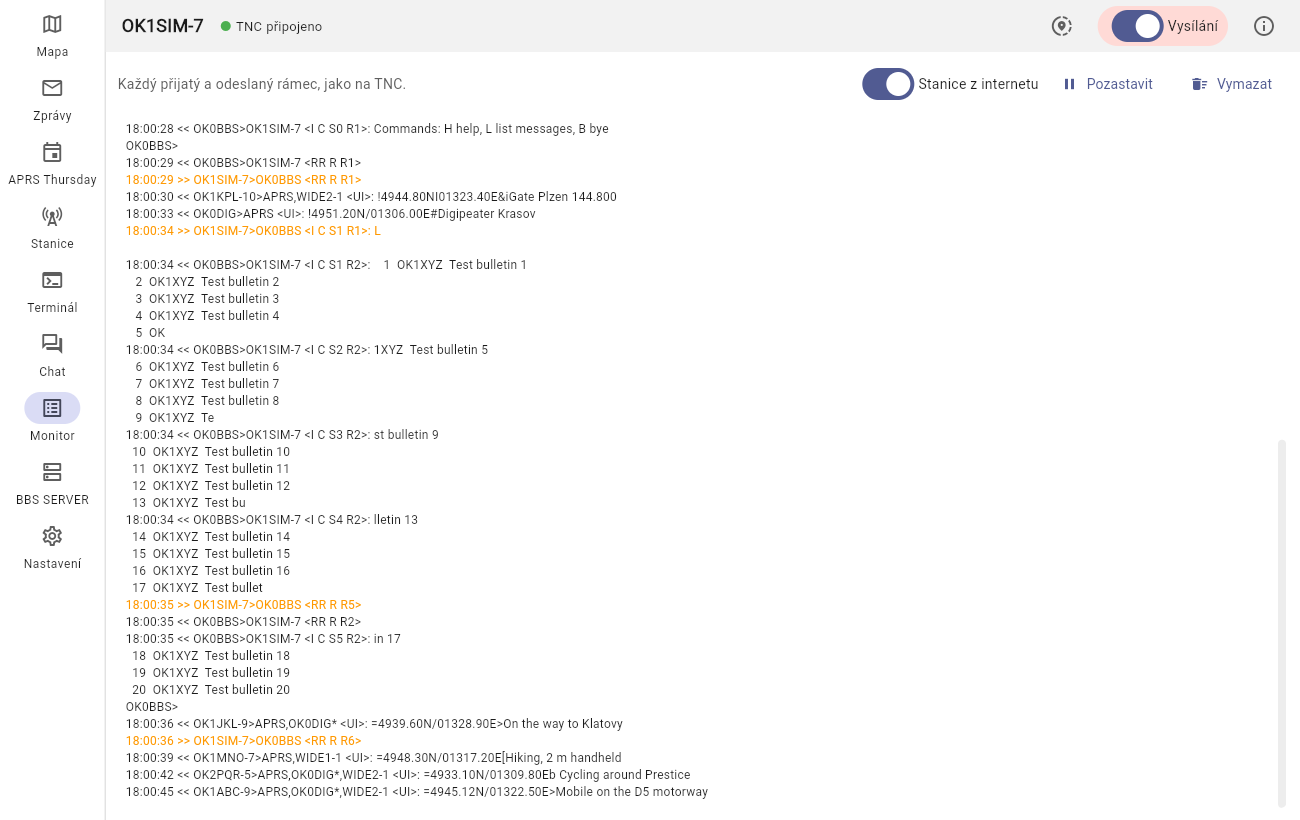 OK1SIM-7
TNC připojeno
Vysílání
Mapa
Zprávy
APRS Thursday
Stanice
Terminál
Chat
Monitor
BBS SERVER
Nastavení
Každý přijatý a odeslaný rámec, jako na TNC.
Stanice z internetu
Pozastavit
Vymazat
18:00:28 << OK0BBS>OK1SIM-7 <I C S0 R1>: Commands: H help, L list messages, B bye
OK0BBS>
18:00:29 << OK0BBS>OK1SIM-7 <RR R R1>
18:00:29 >> OK1SIM-7>OK0BBS <RR R R1>
18:00:30 << OK1KPL-10>APRS,WIDE2-1 <UI>: !4944.80NI01323.40E&iGate Plzen 144.800
18:00:33 << OK0DIG>APRS <UI>: !4951.20N/01306.00E#Digipeater Krasov
18:00:34 >> OK1SIM-7>OK0BBS <I C S1 R1>: L
18:00:34 << OK0BBS>OK1SIM-7 <I C S1 R2>:    1  OK1XYZ  Test bulletin 1
2  OK1XYZ  Test bulletin 2
3  OK1XYZ  Test bulletin 3
4  OK1XYZ  Test bulletin 4
5  OK
18:00:34 << OK0BBS>OK1SIM-7 <I C S2 R2>: 1XYZ  Test bulletin 5
6  OK1XYZ  Test bulletin 6
7  OK1XYZ  Test bulletin 7
8  OK1XYZ  Test bulletin 8
9  OK1XYZ  Te
18:00:34 << OK0BBS>OK1SIM-7 <I C S3 R2>: st bulletin 9
10  OK1XYZ  Test bulletin 10
11  OK1XYZ  Test bulletin 11
12  OK1XYZ  Test bulletin 12
13  OK1XYZ  Test bu
18:00:34 << OK0BBS>OK1SIM-7 <I C S4 R2>: lletin 13
14  OK1XYZ  Test bulletin 14
15  OK1XYZ  Test bulletin 15
16  OK1XYZ  Test bulletin 16
17  OK1XYZ  Test bullet
18:00:35 >> OK1SIM-7>OK0BBS <RR R R5>
18:00:35 << OK0BBS>OK1SIM-7 <RR R R2>
18:00:35 << OK0BBS>OK1SIM-7 <I C S5 R2>: in 17
18  OK1XYZ  Test bulletin 18
19  OK1XYZ  Test bulletin 19
20  OK1XYZ  Test bulletin 20
OK0BBS>
18:00:36 << OK1JKL-9>APRS,OK0DIG* <UI>: =4939.60N/01328.90E>On the way to Klatovy
18:00:36 >> OK1SIM-7>OK0BBS <RR R R6>
18:00:39 << OK1MNO-7>APRS,WIDE1-1 <UI>: =4948.30N/01317.20E[Hiking, 2 m handheld
18:00:42 << OK2PQR-5>APRS,OK0DIG*,WIDE2-1 <UI>: =4933.10N/01309.80Eb Cycling around Prestice
18:00:45 << OK1ABC-9>APRS,OK0DIG*,WIDE2-1 <UI>: =4945.12N/01322.50E>Mobile on the D5 motorway